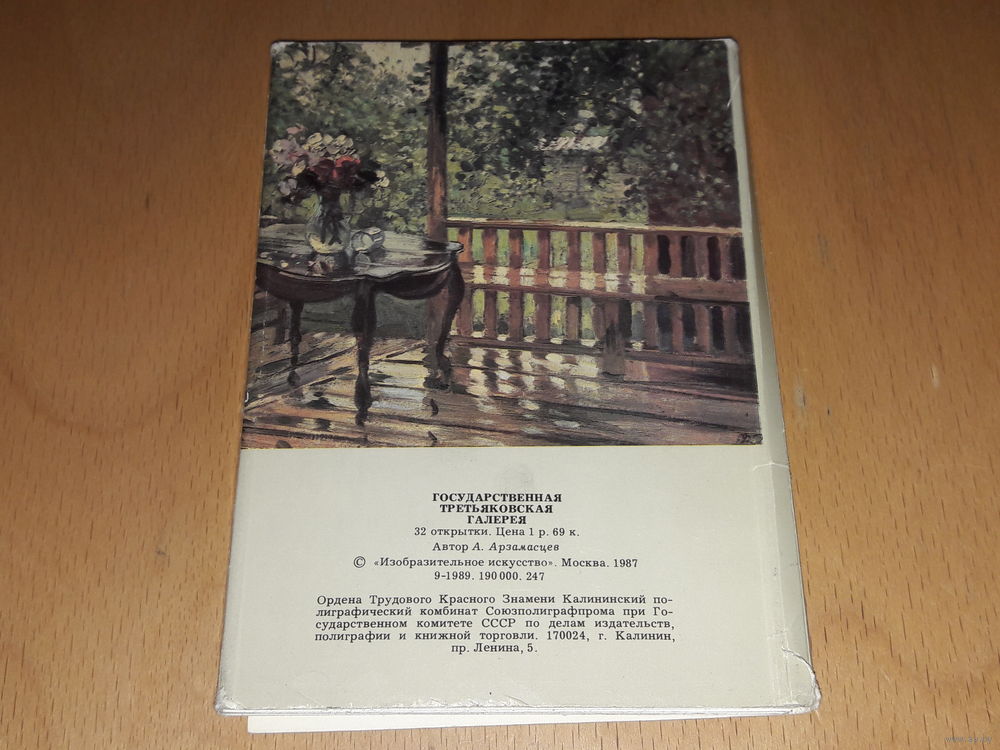 ГОСУДАРСТВЕННАЯ
ТРЕТЬЯКОВСКАЯ
ГАЛЕРЕЯ
32 открытки. Цена 1 р. 69 к.
Автор А. Арзамасцев
© «Изобразительное искусство». Москва. 1987
9-1989. 190 000. 247
Ордена Трудового Красного Знамени Калининский по-
лиграфический комбинат Союзполиграфпрома при Го-
сударственном комитете СССР по делам издательств,
полиграфии и книжной торговли. 170024, г. Калинин,
пр. Ленина, 5.